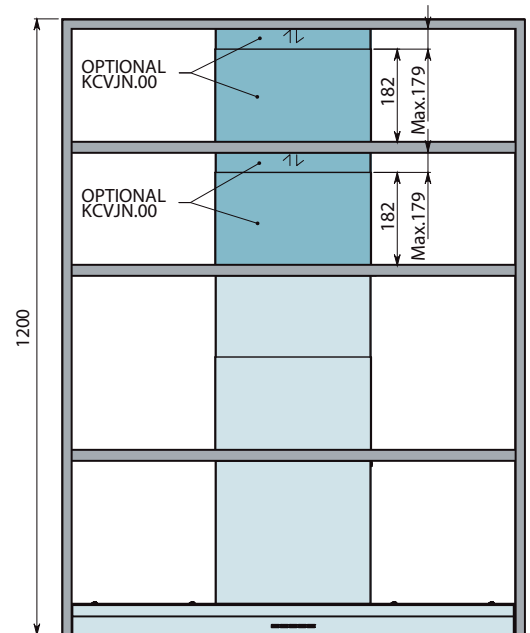 OPTIONAL
KCVJN.00
182
Max.179
OPTIONAL
KCVJN.00
182
Max.179
1200